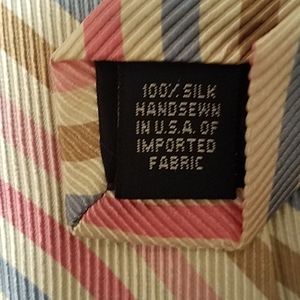 100% SILK
HANDSEWN
IN U.S.A. OF
IMPORTED
FABRIC